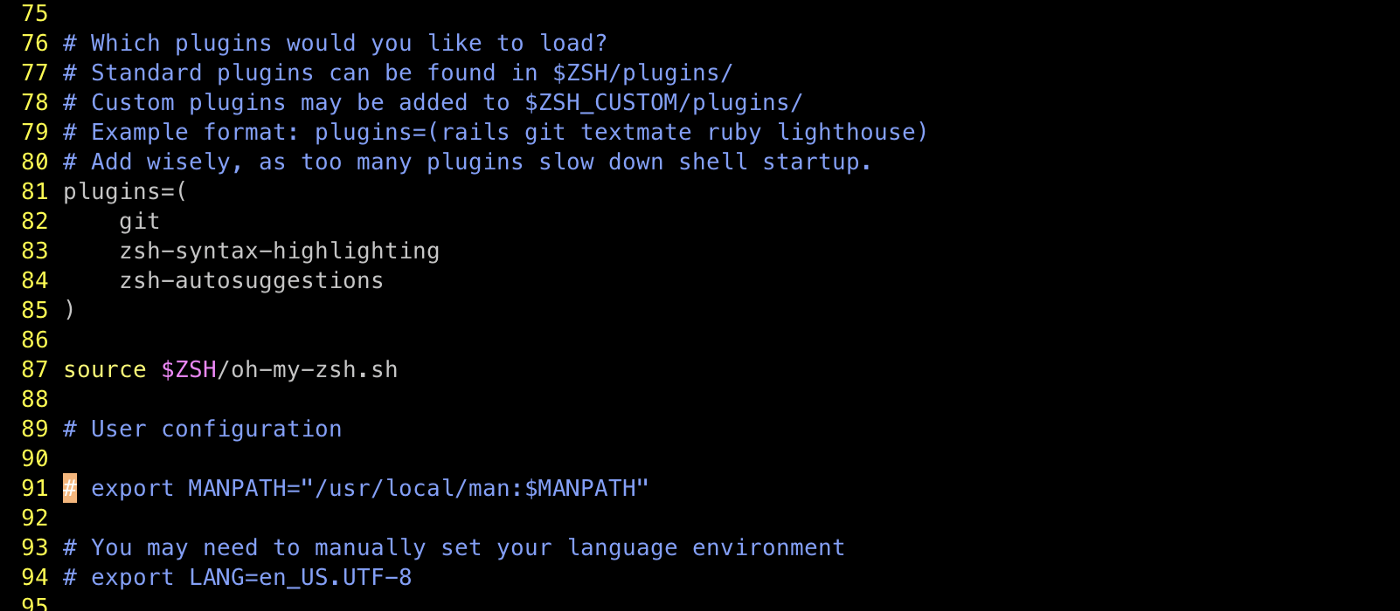 75
76 # Which plugins would you like to load?
77 # Standard plugins can be found in $ZSH/plugins/
78 # Custom plugins may be added to $ZSH_CUSTOM/plugins/
79 # Example format: plugins=(rails git textmate ruby lighthouse)
80 # Add wisely, as too many plugins slow down shell startup.
81 plugins=(
82     git
83     zsh-syntax-highlighting
84     zsh-autosuggestions
85 )
86
87 source $ZSH/oh-my-zsh.sh
88
89 # User configuration
90
91 # export MANPATH="/usr/local/man:$MANPATH"
92
93 # You may need to manually set your language environment
94 # export LANG=en_US.UTF-8
95